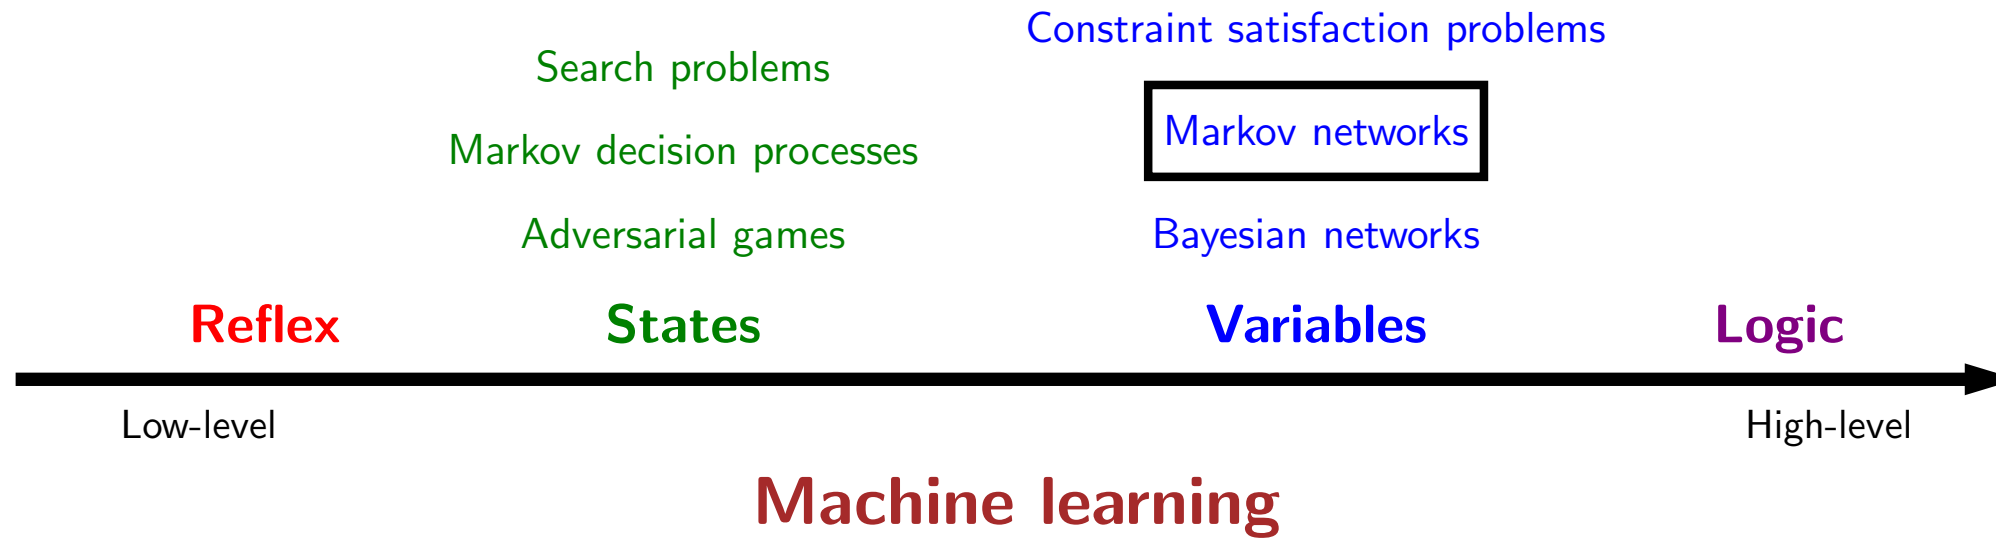 Constraint satisfaction problems
Search problems
Markov networks
Markov decision processes
Adversarial games
Bayesian networks
Reflex
States
Variables
Logic
Low-level
High-level
Machine learning